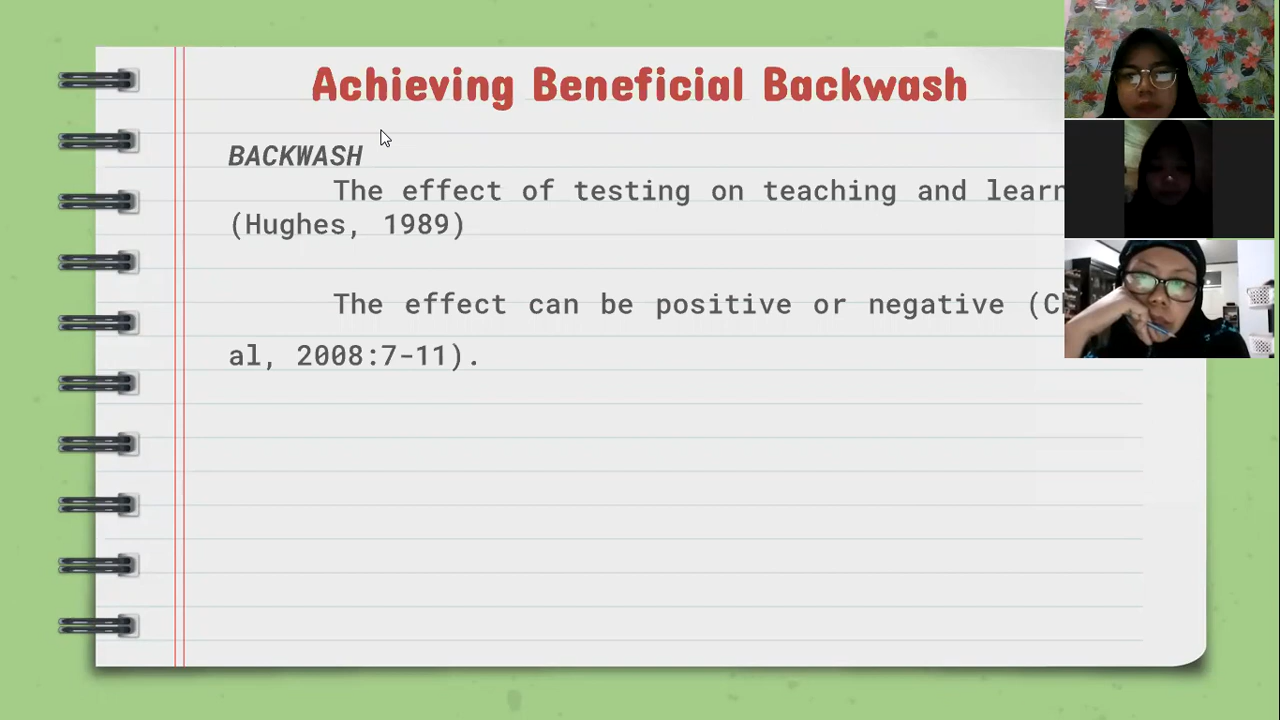 Achieving Beneficial Backwash
BACKWASH
The effect of testing on teaching and
(Hughes, 1989)
The effect can be positive or negative
al, 2008:7-11).